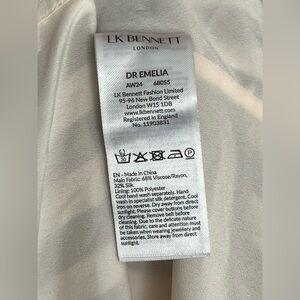 LK BENNETT
LONDON
DR EMELIA
AW24 68055
LK Bennett Fashion Limited
95-96 New Bond Street
London W1S 1DB
www.lkbennett.com
Registered in England
No. 11903831
30
P
EN - Made in China
Main Fabric: 68% Viscose/Rayon,
32% Silk.
Lining: 100% Polyester
Cool hand wash separately. Hand
wash in specialist silk detergent. Cool
iron on reverse. Dry away from direct
sunlight. Please cover buttons before
dry cleaning. Remove belt before
cleaning. Due to the delicate nature
of this fabric, care and attention must
be taken when wearing jewellery and
accessories. Store away from direct
sunlight.